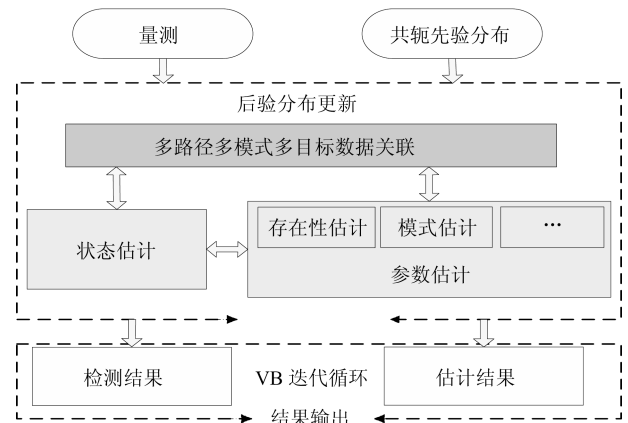 量测
共轭先验分布
后验分布更新
多路径多模式多目标数据关联
存在性估计
模式估计
...
状态估计
参数估计
检测结果
VB 迭代循环
估计结果
结果输出